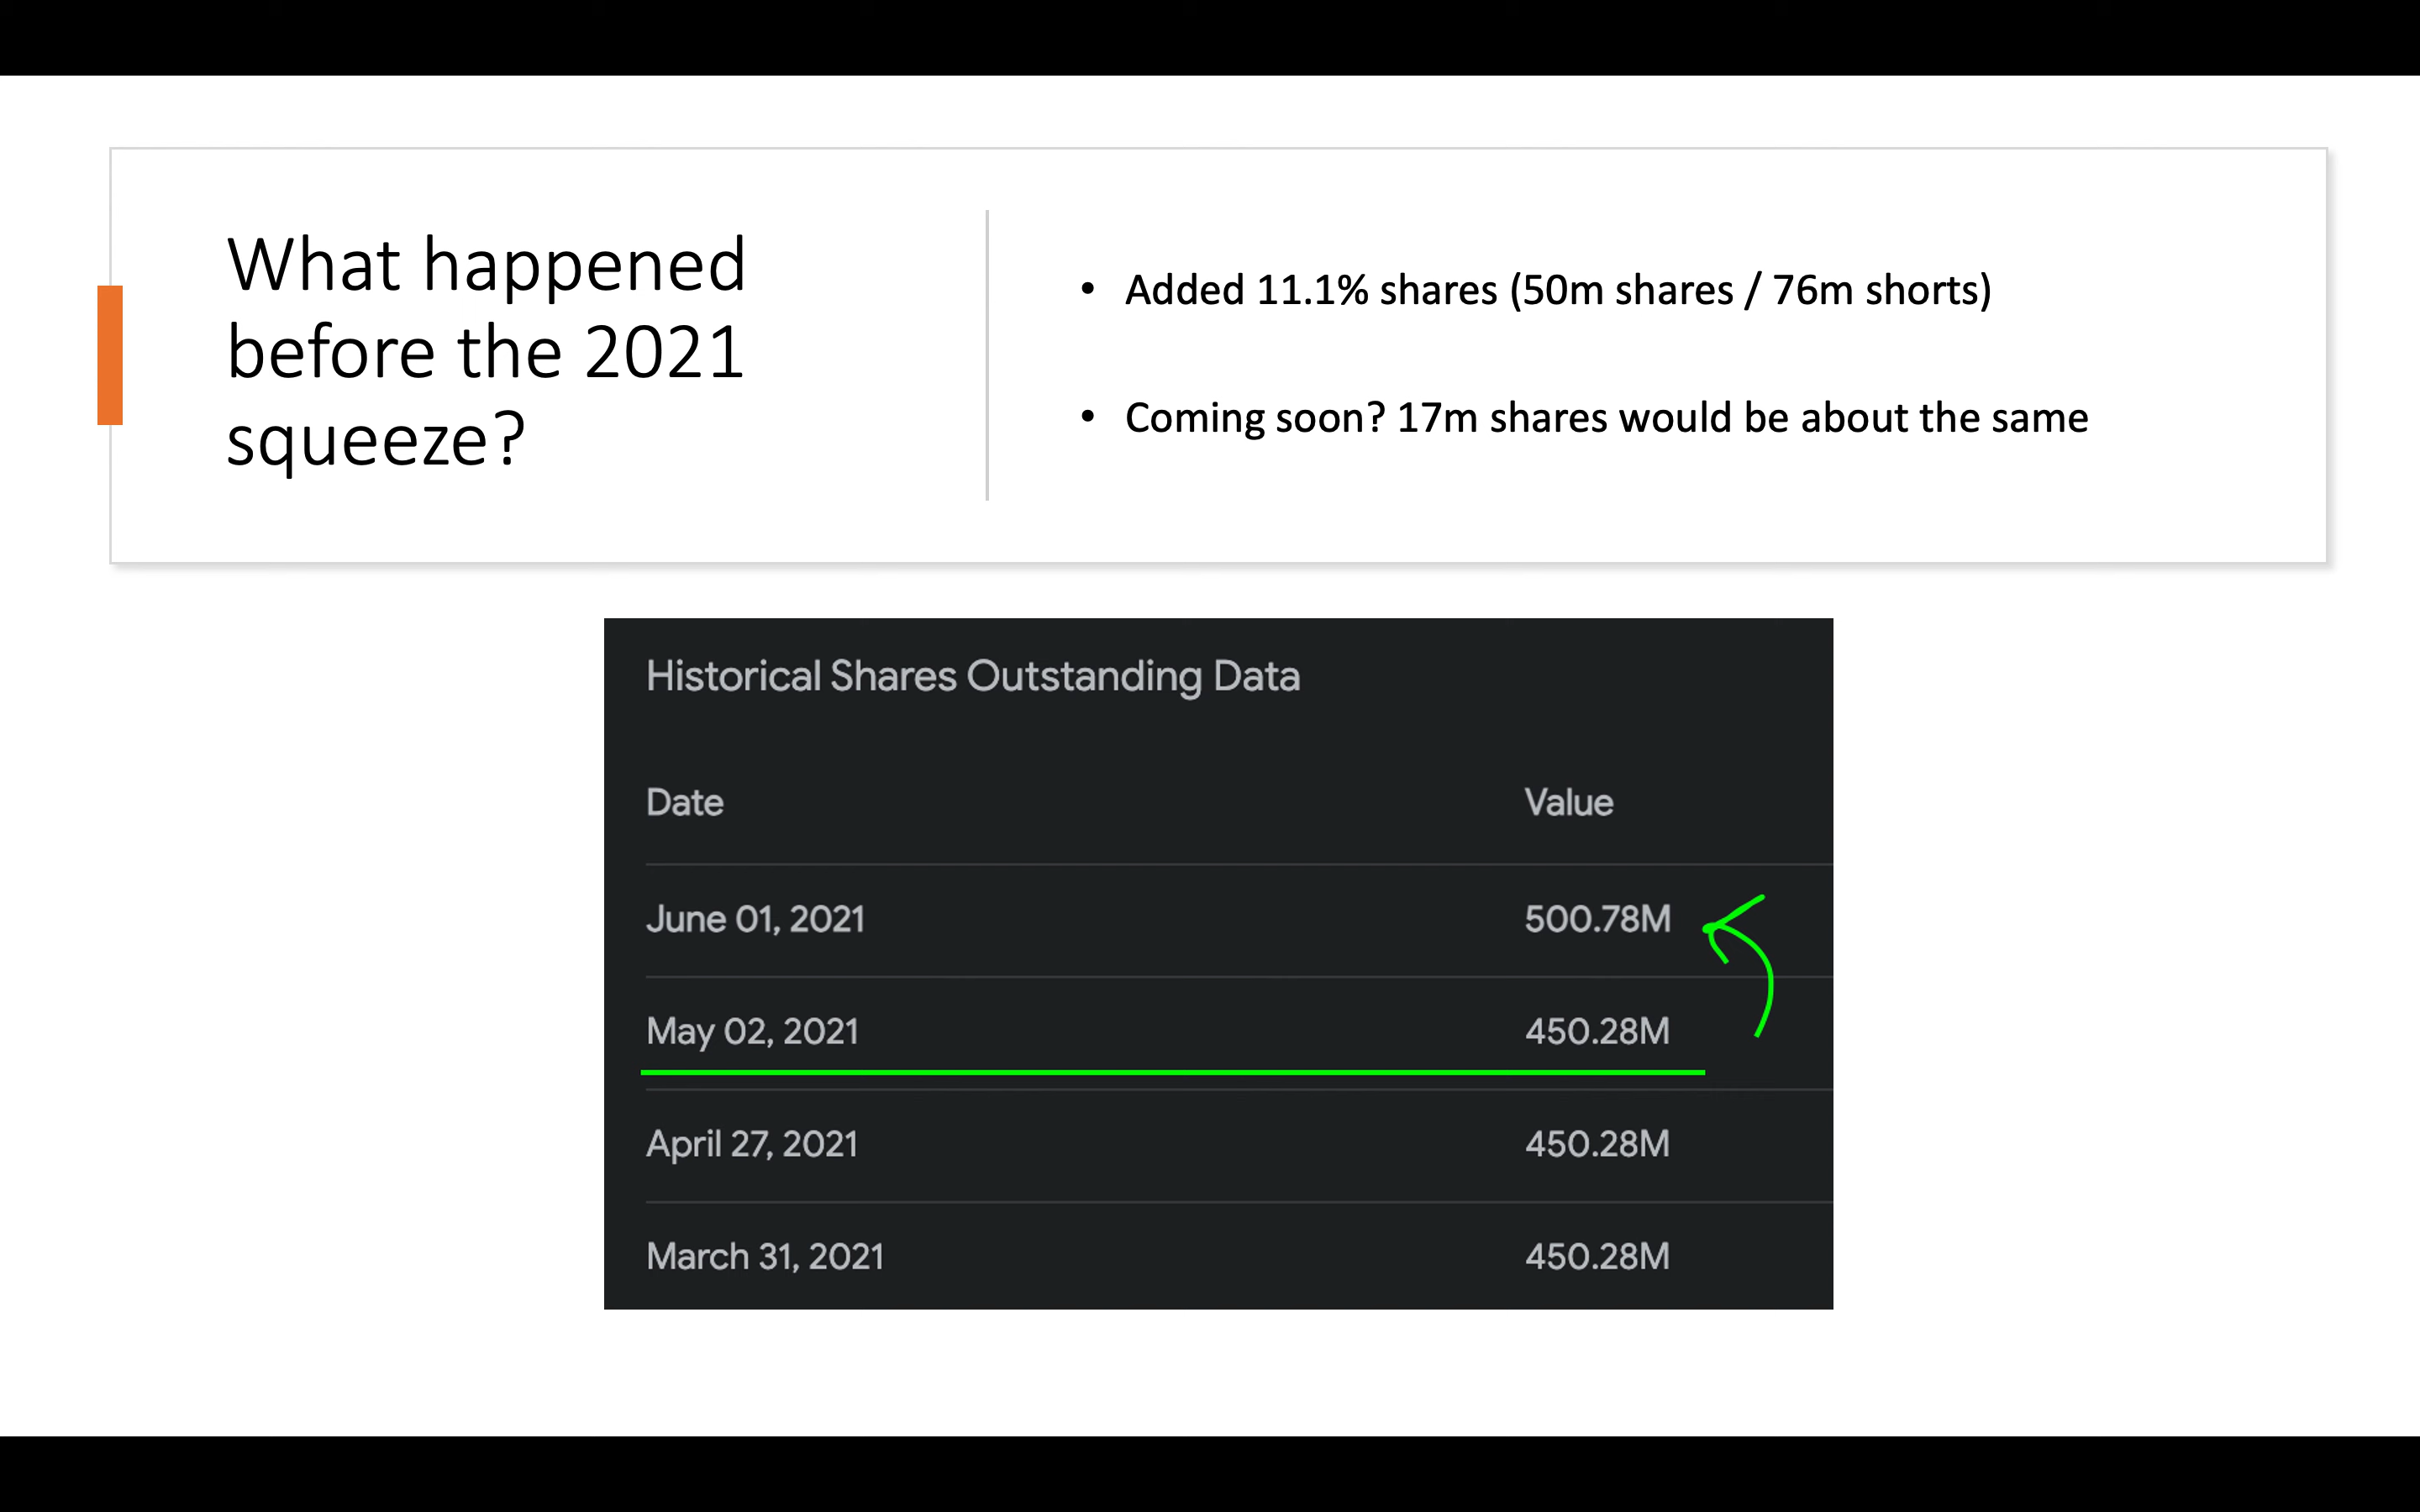 What happened
before the 2021
squeeze?
• Added 11.1% shares (50m shares / 76m shorts)
• Coming soon? 17m shares would be about the same
Historical Shares Outstanding Data
Date Value
June 01, 2021 500.78M
May 02, 2021 450.28M
April 27, 2021 450.28M
March 31, 2021 450.28M